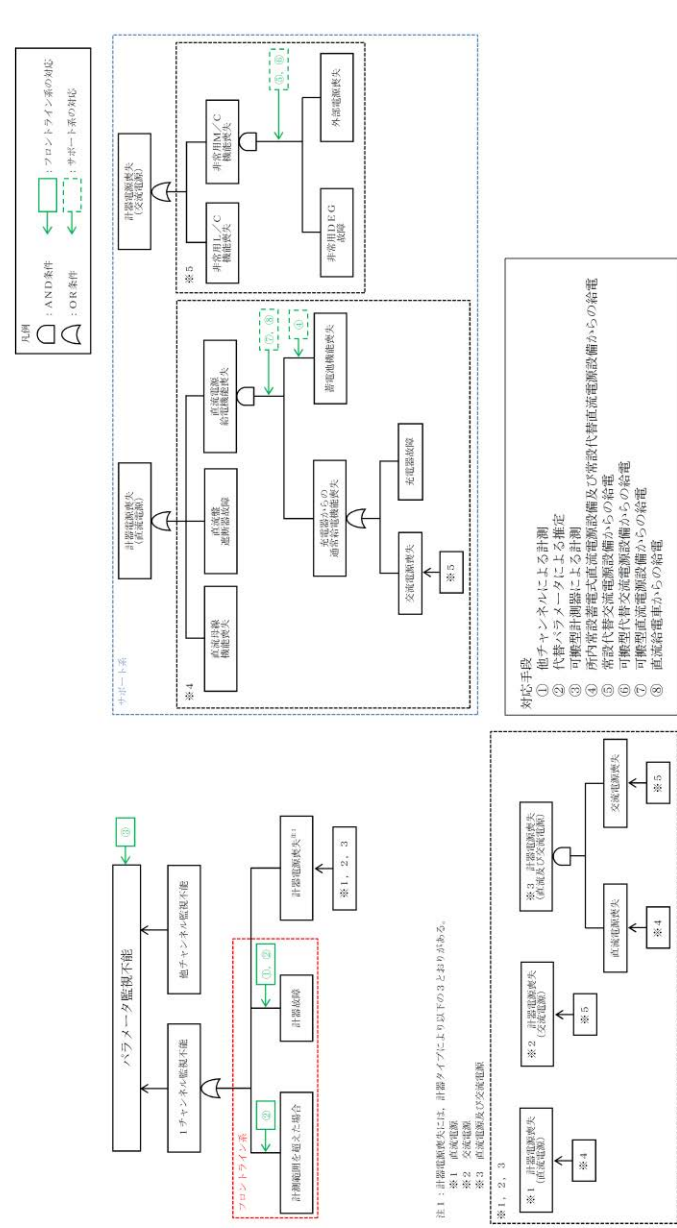 凡例
：AND条件
：OR条件
：フロントライン系の対応
：サポート系の対応
パラメータ監視不能
③
1チャンネル監視不能
他チャンネル監視不能
フロントライン系
②
①, ②
計測範囲を超えた場合
計器故障
計器電源喪失※1
※1, 2, 3
注1：計器電源喪失には，計器タイプにより以下の3とおりがある。
※1 直流電源
※2 交流電源
※3 直流電源及び交流電源
※1, 2, 3
※1 計器電源喪失
（直流電源）
※4
※2 計器電源喪失
（交流電源）
※5
※3 計器電源喪失
（直流及び交流電源）
直流電源喪失
交流電源喪失
※4
※5
サポート系
計器電源喪失
（直流電源）
※4
直流母線
機能喪失
直流盤
遮断器故障
直流電源
給電機能喪失
⑦, ⑧
④
充電器からの
通常給電機能喪失
蓄電池機能喪失
交流電源喪失
充電器故障
※5
計器電源喪失
（交流電源）
※5
非常用L／C
機能喪失
非常用M／C
機能喪失
⑤, ⑥
非常用DEG
故障
外部電源喪失
対応手段
① 他チャンネルによる計測
② 代替パラメータによる推定
③ 可搬型計測器による計測
④ 所内常設蓄電式直流電源設備及び常設代替直流電源設備からの給電
⑤ 常設代替交流電源設備からの給電
⑥ 可搬型代替交流電源設備からの給電
⑦ 可搬型直流電源設備からの給電
⑧ 直流給電車からの給電